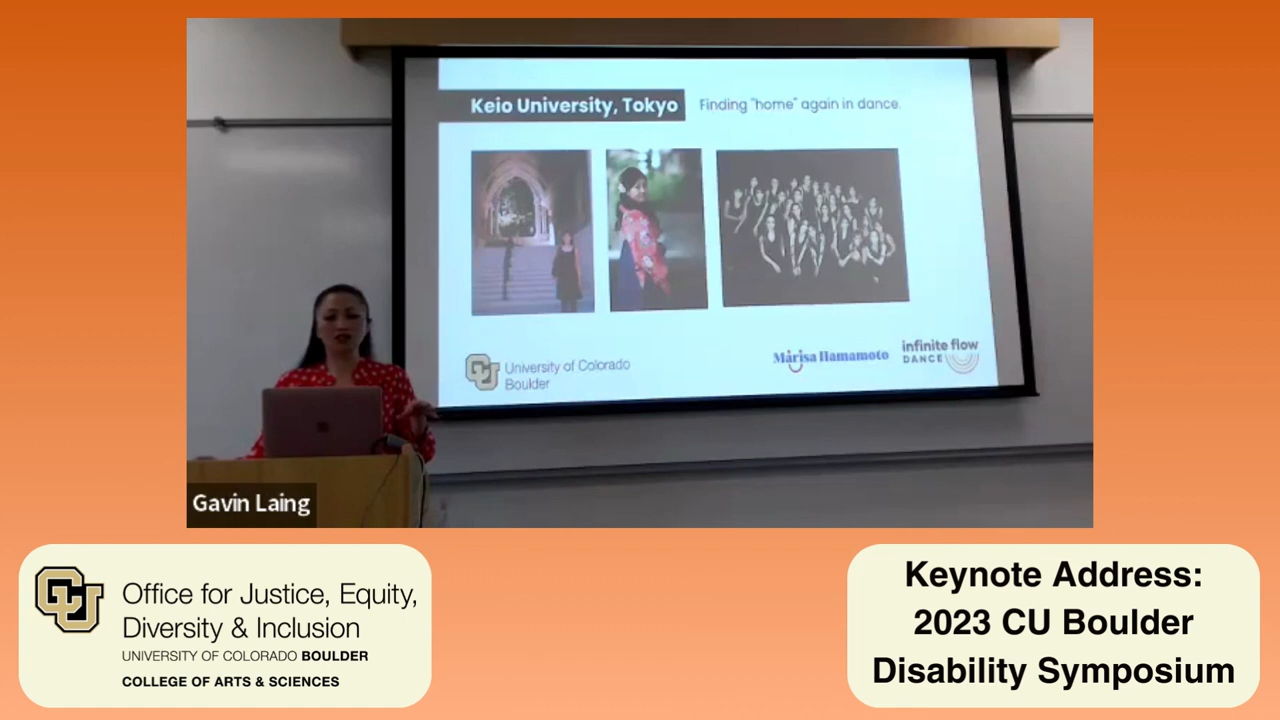 Keio University, Tokyo
Finding "home" again in dance.
University of Colorado
Boulder
Marisa Hamamoto
infinite flow
DANCE
Gavin Laing
CU
Office for Justice, Equity,
Diversity & Inclusion
UNIVERSITY OF COLORADO BOULDER
COLLEGE OF ARTS & SCIENCES
Keynote Address:
2023 CU Boulder
Disability Symposium